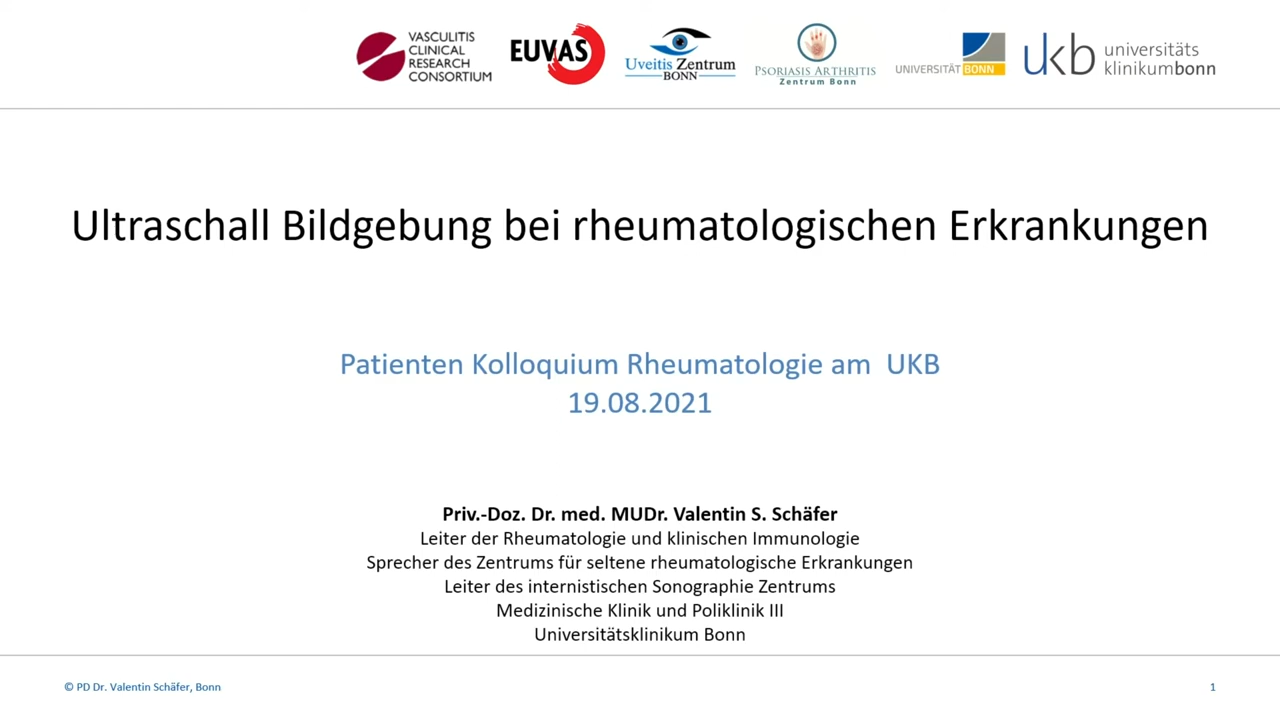 VASCULITIS
CLINICAL
RESEARCH
CONSORTIUM
EUVAS
Uveitis Zentrum
BONN
PSORIASIS ARTHRITIS
Zentrum Bonn
UNIVERSITÄT BONN
ukb universitäts
klinikumbonn
Ultraschall Bildgebung bei rheumatologischen Erkrankungen
Patienten Kolloquium Rheumatologie am UKB
19.08.2021
Priv.-Doz. Dr. med. MUDr. Valentin S. Schäfer
Leiter der Rheumatologie und klinischen Immunologie
Sprecher des Zentrums für seltene rheumatologische Erkrankungen
Leiter des internistischen Sonographie Zentrums
Medizinische Klinik und Poliklinik III
Universitätsklinikum Bonn
© PD Dr. Valentin Schäfer, Bonn
1